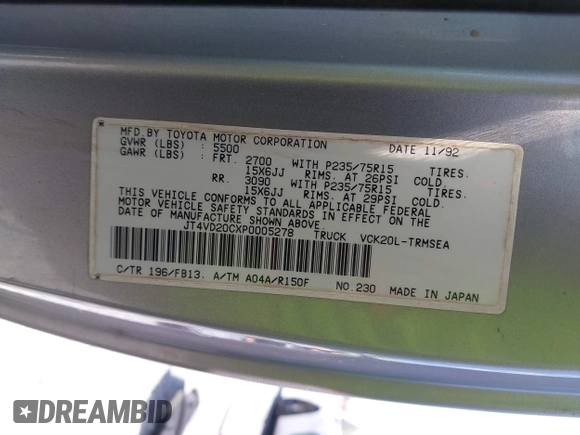 MFD BY TOYOTA MOTOR CORPORATION DATE 11/92
GVWR (LBS) : 5500
GAWR (LBS) : FRT. 2700 WITH P235/75R15 TIRES.
15X6JJ RIMS. AT 26PSI COLD.
RR. 3090 WITH P235/75R15 TIRES.
15X6JJ RIMS. AT 29PSI COLD.
THIS VEHICLE CONFORMS TO ALL APPLICABLE FEDERAL
MOTOR VEHICLE SAFETY STANDARDS IN EFFECT ON THE
DATE OF MANUFACTURE SHOWN ABOVE.
JT4VD20CXP0005278 TRUCK VCK20L-TRMSEA
C/TR 196/FB13. A/TM A04A/R150F NO.230 MADE IN JAPAN
DREAMBID